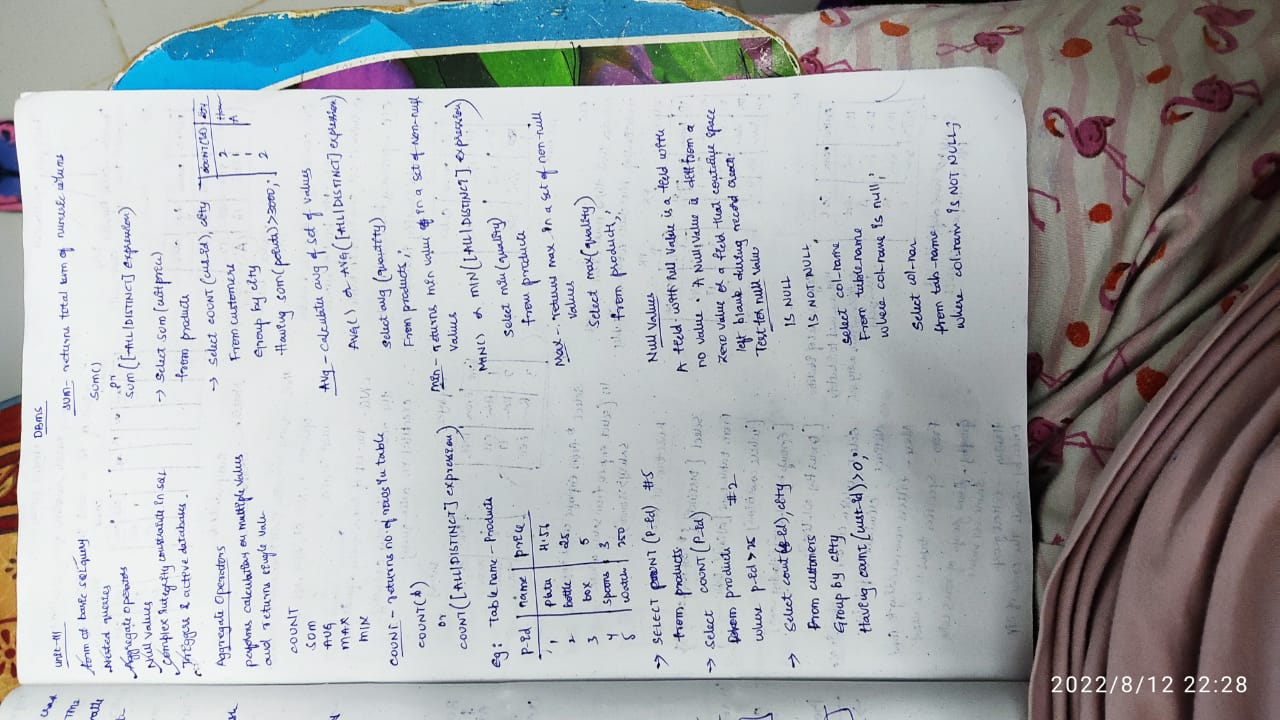 DBMS
unit-III
Form of basic SQL query
Nested queries
Aggregate operators
Null values
Complex Integrity constraints in SQL
Triggers & active databases.
Aggregate Operators
performs calculation on multiple values
and returns single value
COUNT
SUM
AVG
MAX
MIN
COUNT - returns no. of rows in table
COUNT(*)
or
COUNT([ALL|DISTINCT] expression)
Eg: Table name - Products
P-id name price
1 plate 4.56
2 bottle 25
3 box 5
4 spoons 3
5 watch 250
→ SELECT COUNT (P-id) #5
from products
→ Select COUNT (P-id)
from products #2
where p-id > 25
→ Select count id), city
From customers
Group by city
Having count (cust-id) > 0;
SUM - returns total sum of numeric colums
SUM()
or
SUM([ALL|DISTINCT] expression)
→ Select SUM (unitprice)
from products
→ Select COUNT (cus-id), city
From customers
Group by city
Having SUM (points) > 3000;
COUNT(id)
2
1
1
2
A
AVg - calculates avg of set of values
AVG() or AVG([ALL|DISTINCT] expression)
Select avg (quantity)
From products;
Min - returns min value in a set of Non-null
values
MIN() or MIN([ALL|DISTINCT] expression)
Select min (quality)
from products
Max - returns max in a set of non-null
values
Select max (quality)
from products;
Null values
A field with null value is a field with
no value. A Null value is diff from a
zero value or a field that contains space
left blank during record creat.
Test for null value
IS NULL
IS NOT NULL
select col-name
From tablename
where col-name is null;
Select col-nar
from tab-name
where col-nam IS NOT NULL;
2022/8/12 22:28